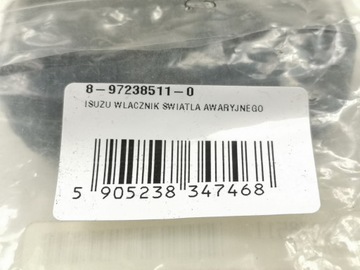 8-97238511-0
ISUZU WLACZNIK SWIATLA AWARYJNEGO
5 905238 347468